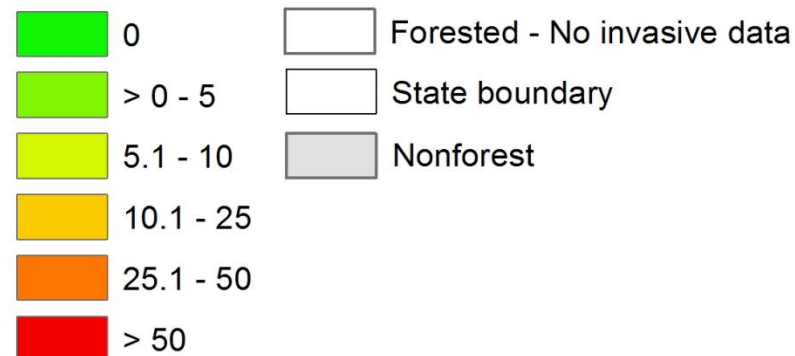 0
> 0 - 5
5.1 - 10
10.1 - 25
25.1 - 50
> 50
Forested - No invasive data
State boundary
Nonforest